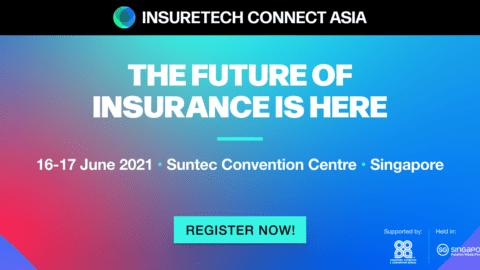 INSURETECH CONNECT ASIA
THE FUTURE OF
INSURANCE IS HERE
16-17 June 2021 • Suntec Convention Centre • Singapore
REGISTER NOW!
Supported by:
Held in:
SG